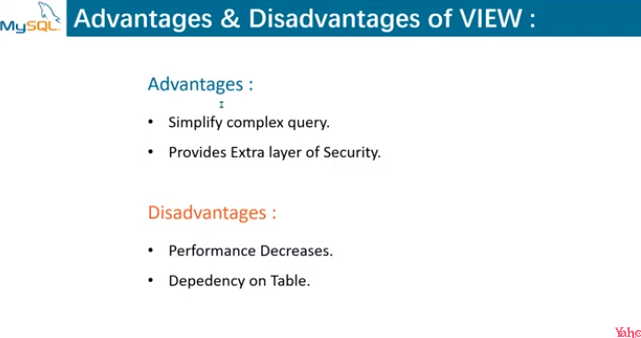 MySQL
Advantages & Disadvantages of VIEW :
Advantages :
• Simplify complex query.
• Provides Extra layer of Security.
Disadvantages :
• Performance Decreases.
• Depedency on Table.